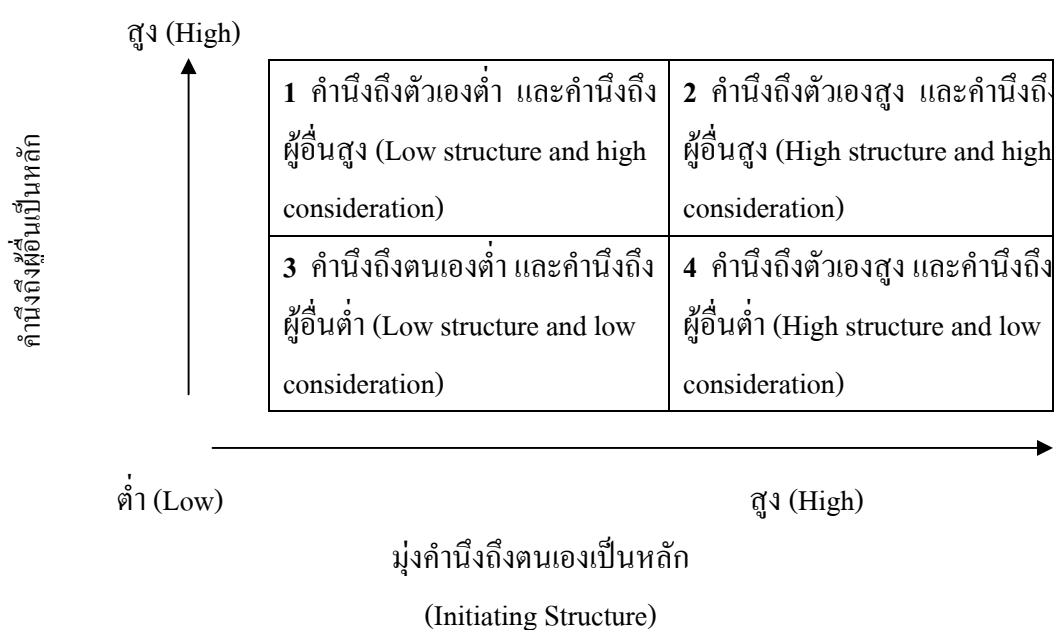 สูง (High)
คำนึงถึงผู้อื่นเป็นหลัก
1 คำนึงถึงตัวเองต่ำ และคำนึงถึง
ผู้อื่นสูง (Low structure and high
consideration)
2 คำนึงถึงตัวเองสูง และคำนึงถึง
ผู้อื่นสูง (High structure and high
consideration)
3 คำนึงถึงตนเองต่ำ และคำนึงถึง
ผู้อื่นต่ำ (Low structure and low
consideration)
4 คำนึงถึงตัวเองสูง และคำนึงถึง
ผู้อื่นต่ำ (High structure and low
consideration)
ต่ำ (Low)
สูง (High)
มุ่งคำนึงถึงตนเองเป็นหลัก
(Initiating Structure)